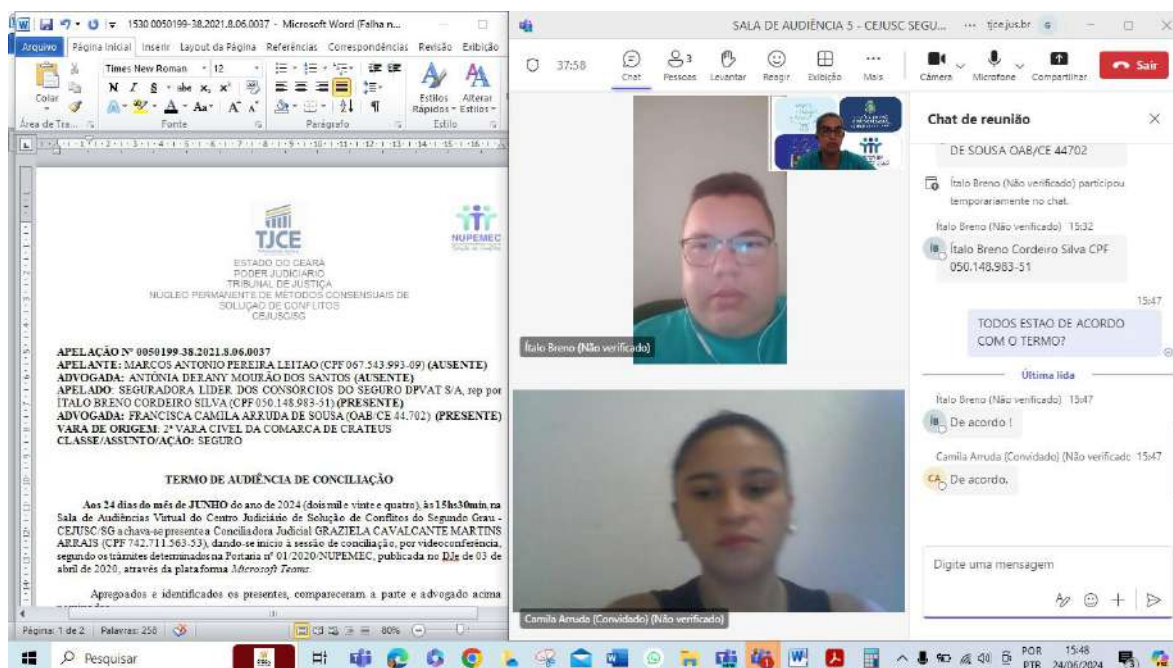 1530 0050199-38.2021.8.06.0037 - Microsoft Word (Falha n...
Arquivo Página Inicial Inserir Layout da Página Referências Correspondências Revisão Exibição
Colar
Times New Roman 12
N I S abc x, x²
Estilos Rápidos
Alterar Estilos
Área de Tra... Fonte Parágrafo Estilo
TJCE
NUPEMEC
ESTADO DO CEARÁ
PODER JUDICIÁRIO
TRIBUNAL DE JUSTIÇA
NÚCLEO PERMANENTE DE MÉTODOS CONSENSUAIS DE
SOLUÇÃO DE CONFLITOS
CEJUSC/SG
APELAÇÃO Nº 0050199-38.2021.8.06.0037
APELANTE: MARCOS ANTONIO PEREIRA LEITAO (CPF 067.543.993-09) (AUSENTE)
ADVOGADA: ANTÔNIA DERANY MOURÃO DOS SANTOS (AUSENTE)
APELADO: SEGURADORA LIDER DOS CONSÓRCIOS DO SEGURO DPVAT S/A, rep por
ITALO BRENO CORDEIRO SILVA (CPF 050.148.983-51) (PRESENTE)
ADVOGADA: FRANCISCA CAMILA ARRUDA DE SOUSA (OAB/CE 44.702) (PRESENTE)
VARA DE ORIGEM: 2ª VARA CIVEL DA COMARCA DE CRATEUS
CLASSE/ASSUNTO/AÇÃO: SEGURO
TERMO DE AUDIÊNCIA DE CONCILIAÇÃO
Aos 24 dias do mês de JUNHO do ano de 2024 (dois mil e vinte e quatro), às 15hs30min, na
Sala de Audiências Virtual do Centro Judiciário de Solução de Conflitos do Segundo Grau -
CEJUSC/SG achava-se presente a Conciliadora Judicial GRAZIELA CAVALCANTE MARTINS
ARRAIS (CPF 742.711.563-53), dando-se início à sessão de conciliação, por videoconferência,
segundo os trâmites determinados na Portaria nº 01/2020/NUPEMEC, publicada no DJe de 03 de
abril de 2020, através da plataforma Microsoft Teams.
Apregoados e identificados os presentes, compareceram a parte e advogado acima
Página: 1 de 2 Palavras: 258 80%
SALA DE AUDIÊNCIA 5 - CEJUSC SEGU... ... tjce.jus.br G
37:58
Chat Pessoas 3 Levantar Reagir Exibição Mais Câmera Microfone Compartilhar Sair
Ítalo Breno (Não verificado)
Camila Arruda (Convidado) (Não verificado)
Chat de reunião
DE SOUSA OAB/CE 44702
Ítalo Breno (Não verificado) participou
temporariamente no chat.
Ítalo Breno (Não verificado) 15:32
ÍB
Ítalo Breno Cordeiro Silva CPF
050.148.983-51
15:47
TODOS ESTAO DE ACORDO
COM O TERMO?
Última lida
Ítalo Breno (Não verificado) 15:47
ÍB
De acordo !
Camila Arruda (Convidado) (Não verificado 15:47
CA
De acordo.
Digite uma mensagem
Pesquisar
POR
PTB
15:48
24/06/2024